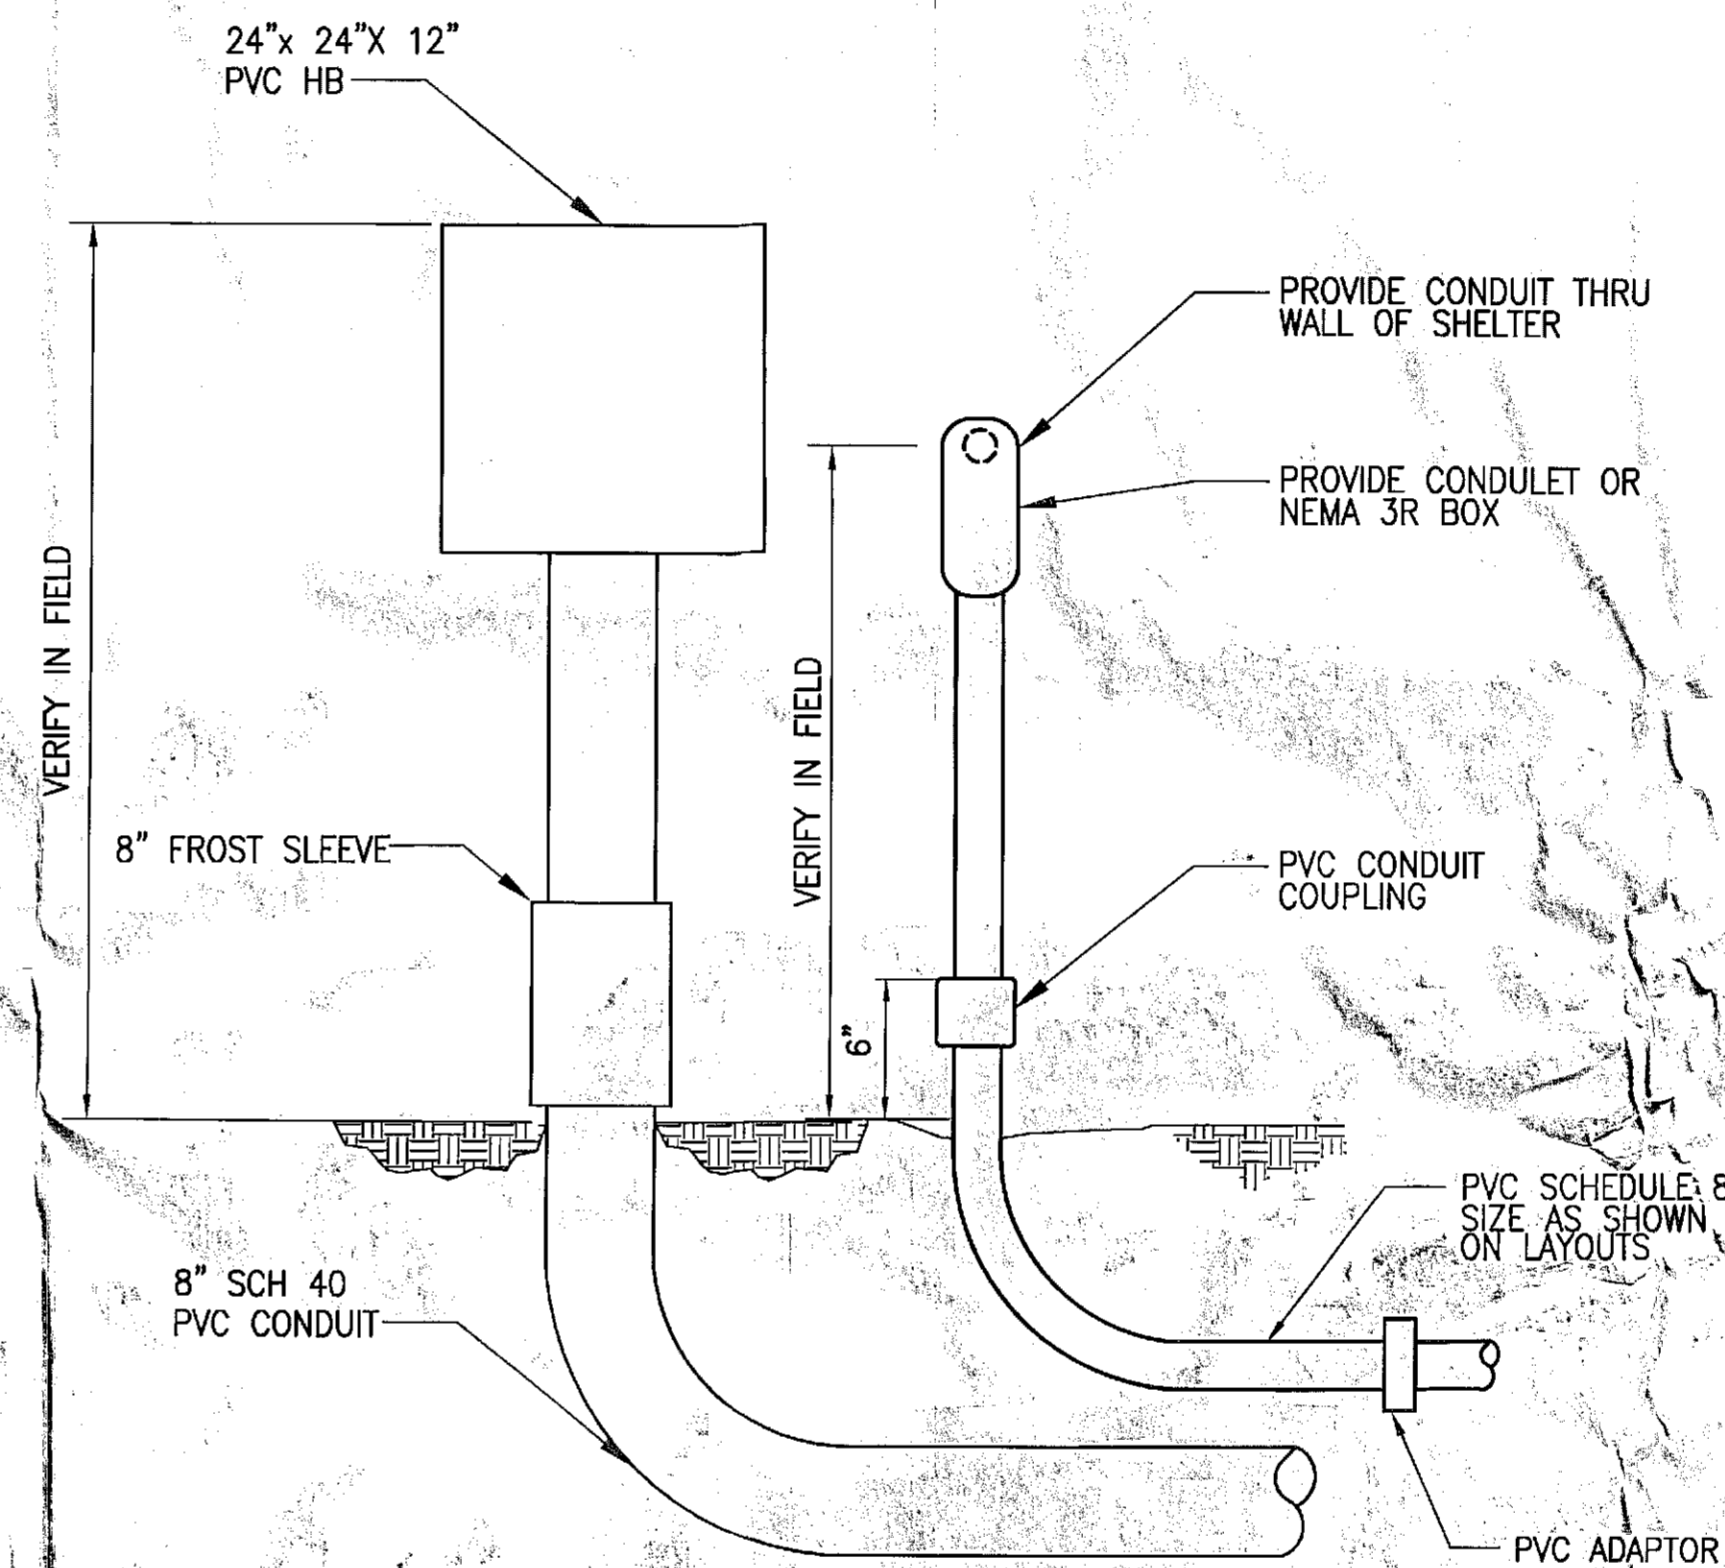 24"x 24"X 12"
PVC HB
PROVIDE CONDUIT THRU
WALL OF SHELTER
PROVIDE CONDULET OR
NEMA 3R BOX
VERIFY IN FIELD
VERIFY IN FIELD
8" FROST SLEEVE
PVC CONDUIT
COUPLING
6"
PVC SCHEDULE
SIZE AS SHOWN
ON LAYOUTS
8" SCH 40
PVC CONDUIT
PVC ADAPTOR